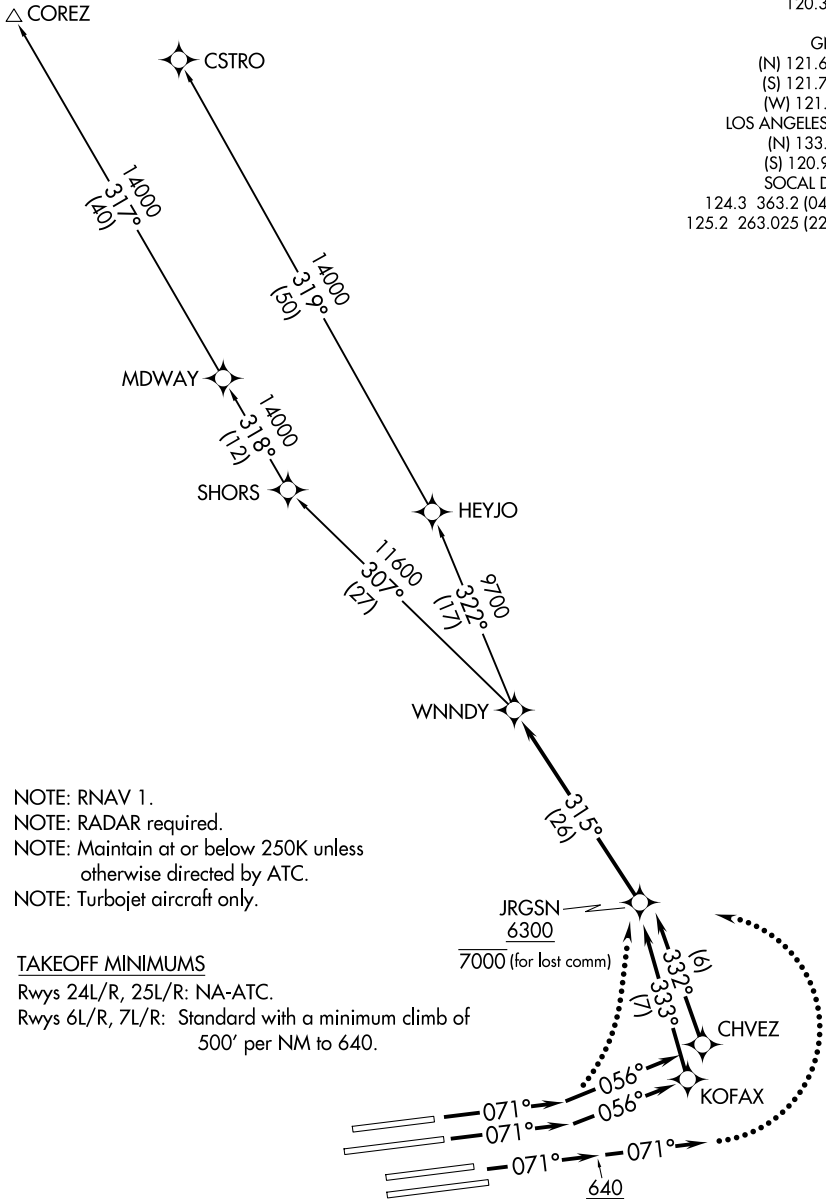 COREZ
120.3
CSTRO
(N) 121.6
(S) 121.7
(W) 121.
LOS ANGELES
(N) 133.
(S) 120.9
SOCAL D
124.3 363.2 (04
125.2 263.025 (22
14000
317°
(40)
14000
319°
(50)
MDWAY
14000
318°
(12)
SHORS
HEYJO
11600
307°
(27)
9700
322°
(17)
WNNDY
315°
(26)
NOTE: RNAV 1.
NOTE: RADAR required.
NOTE: Maintain at or below 250K unless
otherwise directed by ATC.
NOTE: Turbojet aircraft only.
JRGSN
6300
7000 (for lost comm)
(6)
332°
333°
(7)
TAKEOFF MINIMUMS
Rwys 24L/R, 25L/R: NA-ATC.
Rwys 6L/R, 7L/R: Standard with a minimum climb of
500' per NM to 640.
CHVEZ
KOFAX
071° 056°
071° 056°
071° 071°
640